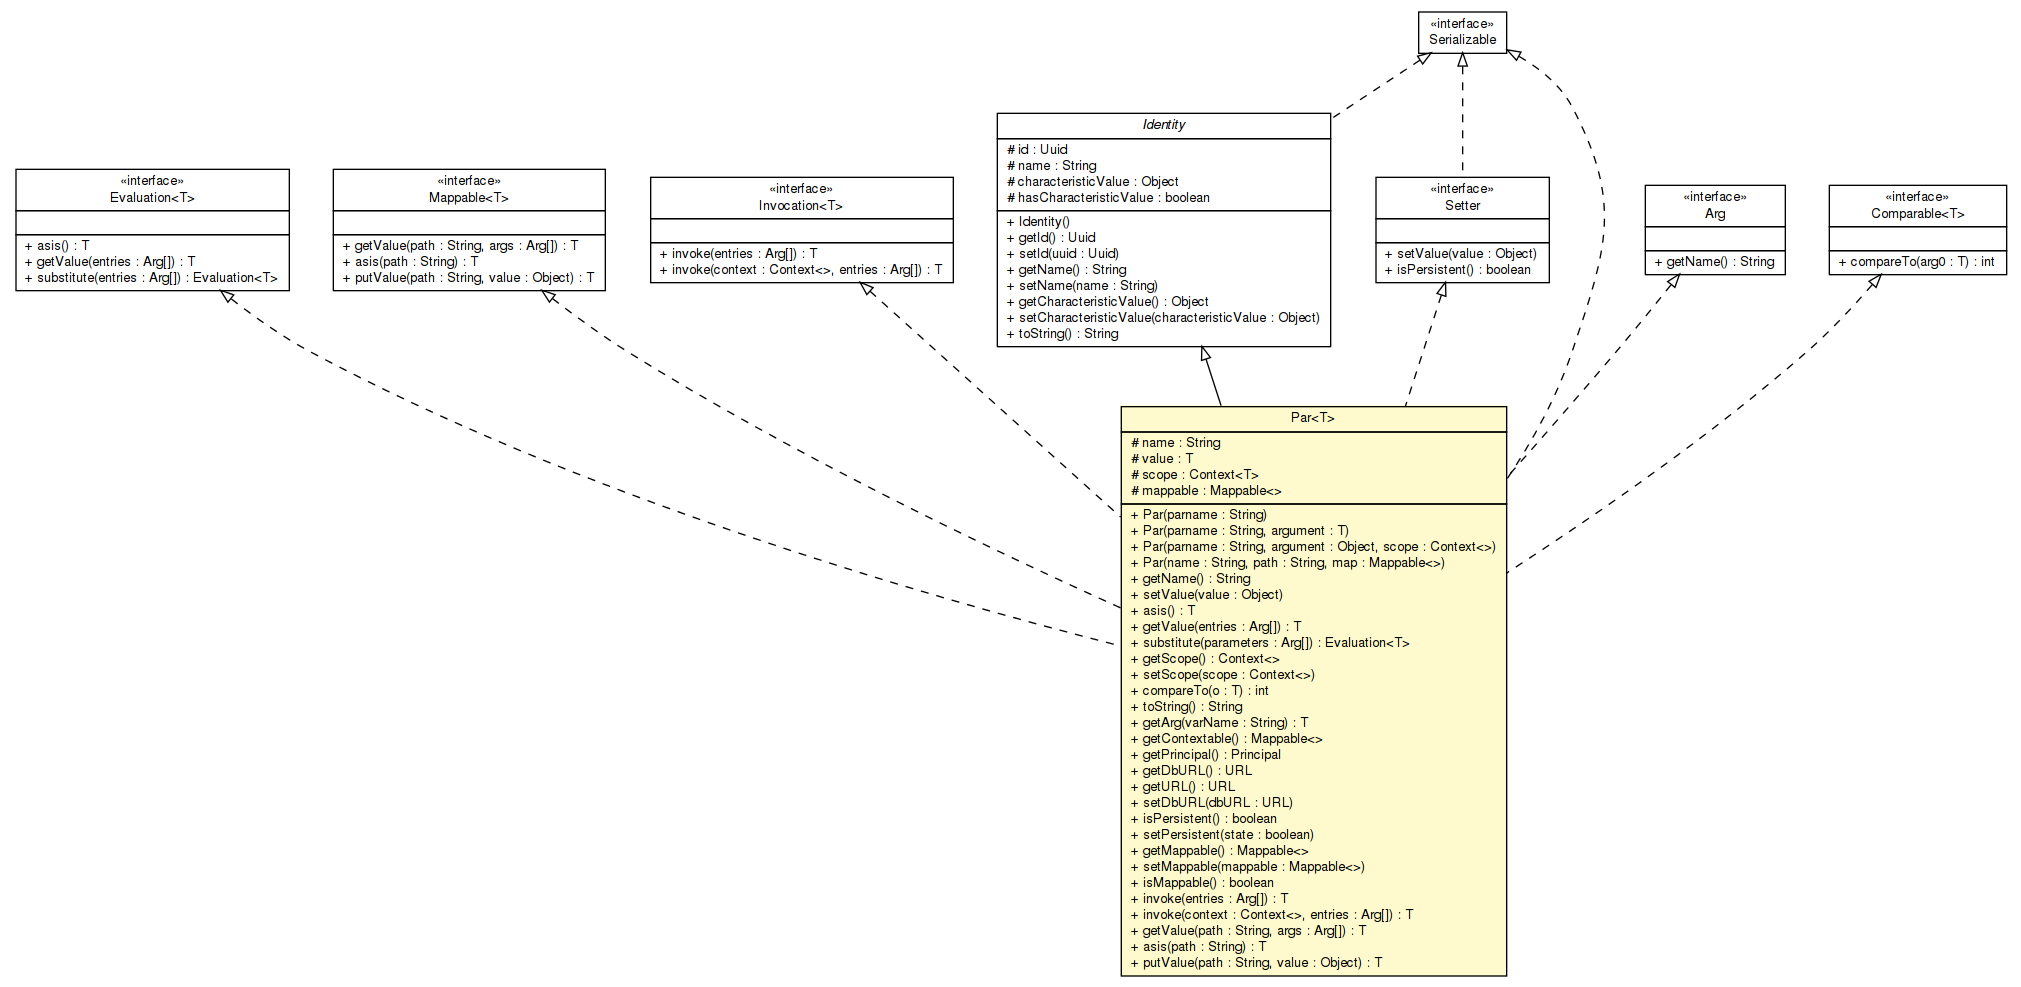 «interface»
Serializable
Identity
# id : Uuid
# name : String
# characteristicValue : Object
# hasCharacteristicValue : boolean
+ Identity()
+ getId() : Uuid
+ setId(uuid : Uuid)
+ getName() : String
+ setName(name : String)
+ getCharacteristicValue() : Object
+ setCharacteristicValue(characteristicValue : Object)
+ toString() : String
«interface»
Evaluation<T>
+ asis() : T
+ getValue(entries : Arg[]) : T
+ substitute(entries : Arg[]) : Evaluation<T>
«interface»
Mappable<T>
+ getValue(path : String, args : Arg[]) : T
+ asis(path : String) : T
+ putValue(path : String, value : Object) : T
«interface»
Invocation<T>
+ invoke(entries : Arg[]) : T
+ invoke(context : Context<>, entries : Arg[]) : T
«interface»
Setter
+ setValue(value : Object)
+ isPersistent() : boolean
«interface»
Arg
+ getName() : String
«interface»
Comparable<T>
+ compareTo(arg0 : T) : int
Par<T>
# name : String
# value : T
# scope : Context<T>
# mappable : Mappable<>
+ Par(parname : String)
+ Par(parname : String, argument : T)
+ Par(parname : String, argument : Object, scope : Context<>)
+ Par(name : String, path : String, map : Mappable<>)
+ getName() : String
+ setValue(value : Object)
+ asis() : T
+ getValue(entries : Arg[]) : T
+ substitute(parameters : Arg[]) : Evaluation<T>
+ getScope() : Context<>
+ setScope(scope : Context<>)
+ compareTo(o : T) : int
+ toString() : String
+ getArg(varName : String) : T
+ getContextable() : Mappable<>
+ getPrincipal() : Principal
+ getDbURL() : URL
+ getURL() : URL
+ setDbURL(dbURL : URL)
+ isPersistent() : boolean
+ setPersistent(state : boolean)
+ getMappable() : Mappable<>
+ setMappable(mappable : Mappable<>)
+ isMappable() : boolean
+ invoke(entries : Arg[]) : T
+ invoke(context : Context<>, entries : Arg[]) : T
+ getValue(path : String, args : Arg[]) : T
+ asis(path : String) : T
+ putValue(path : String, value : Object) : T